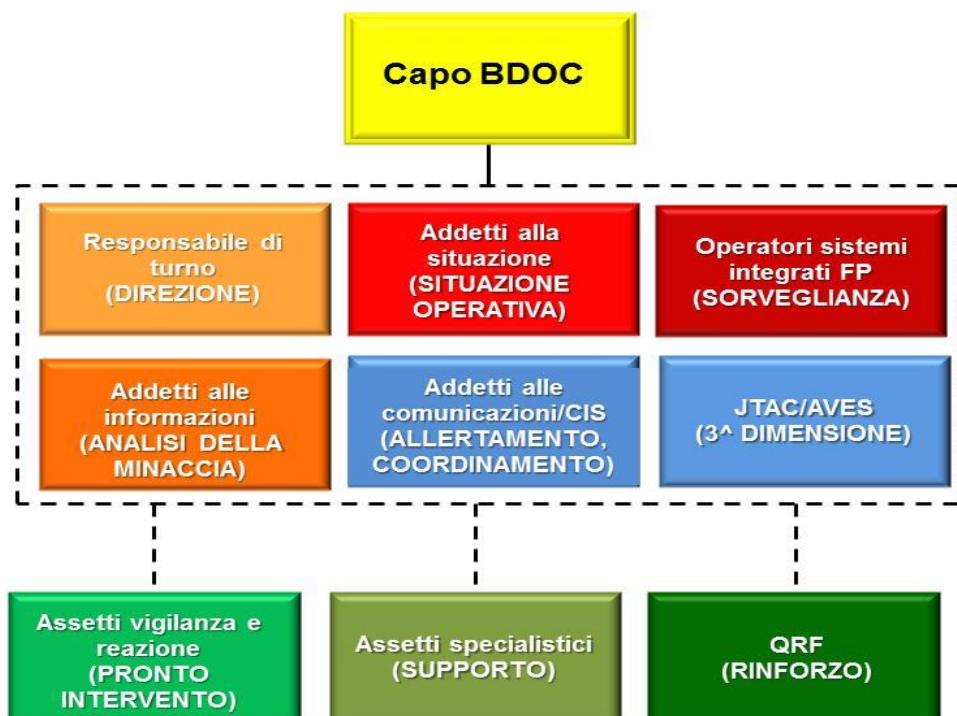 Capo BDOC
Responsabile di
turno
(DIREZIONE)
Addetti alla
situazione
(SITUAZIONE
OPERATIVA)
Operatori sistemi
integrati FP
(SORVEGLIANZA)
Addetti alle
informazioni
(ANALISI DELLA
MINACCIA)
Addetti alle
comunicazioni/CIS
(ALLERTAMENTO,
COORDINAMENTO)
JTAC/AVES
(3^ DIMENSIONE)
Assetti vigilanza e
reazione
(PRONTO
INTERVENTO)
Assetti specialistici
(SUPPORTO)
QRF
(RINFORZO)